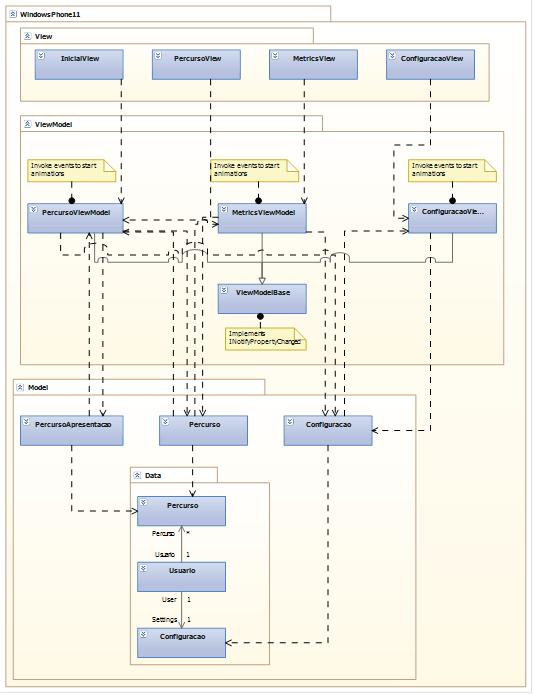 WindowsPhone11
View
InicialView
PercursoView
MetricsView
ConfiguracaoView
ViewModel
Invoke events to start
animations
Invoke events to start
animations
Invoke events to start
animations
PercursoViewModel
MetricsViewModel
ConfiguracaoVie...
ViewModelBase
Implements
INotifyPropertyChanged
Model
PercursoApresentacao
Percurso
Configuracao
Data
Percurso
Percurso *
Usuario 1
Usuario
User 1
Settings 1
Configuracao